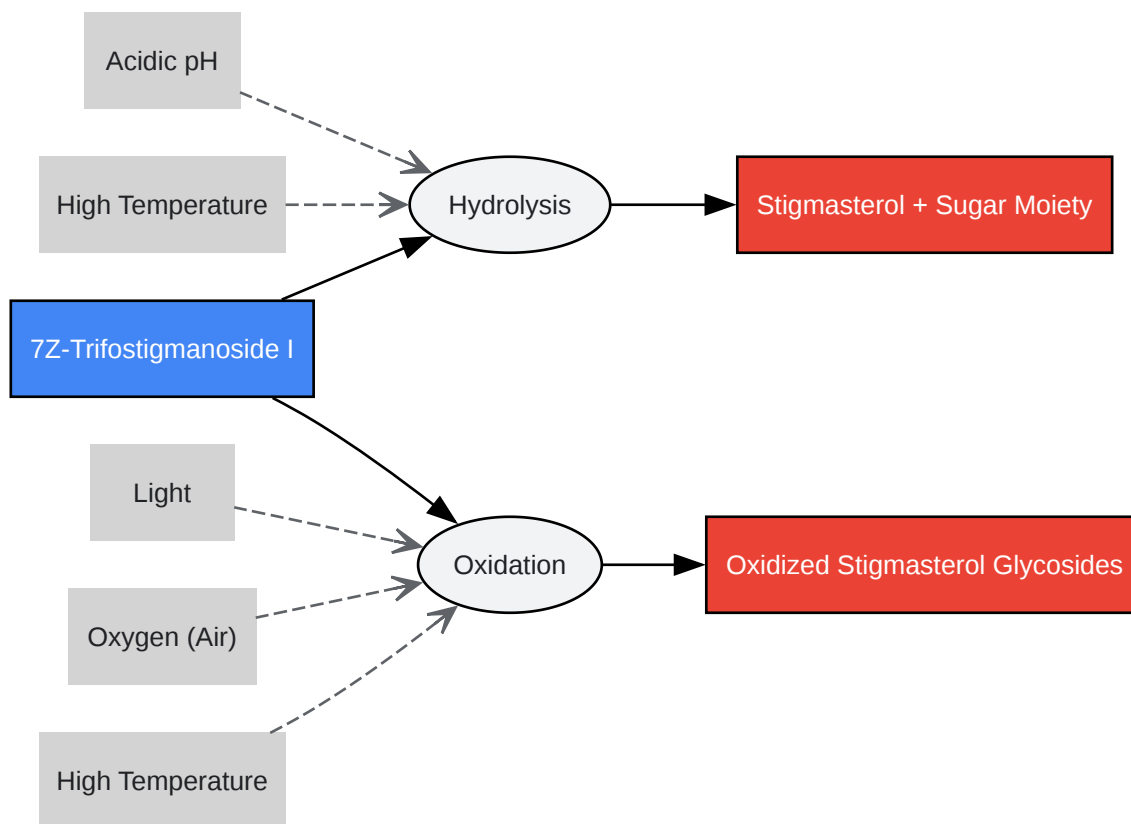 Acidic pH
High Temperature
Hydrolysis
Stigmasterol + Sugar Moiety
7Z-Trifostigmanoside I
Light
Oxidation
Oxidized Stigmasterol Glycosides
Oxygen (Air)
High Temperature